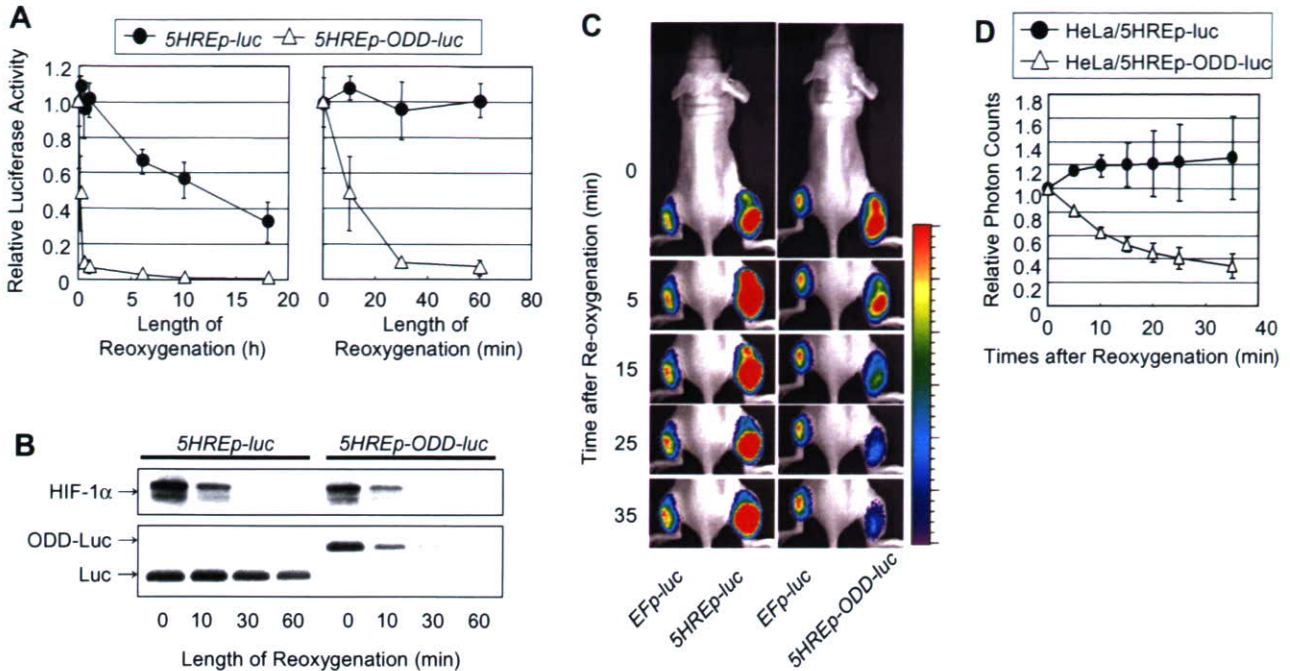 A
5HREp-luc 5HREp-ODD-luc
Relative Luciferase Activity
1.2
1.0
0.8
0.6
0.4
0.2
0
0 5 10 15 20
Length of
Reoxygenation (h)
0 20 40 60 80
Length of
Reoxygenation (min)
B
5HREp-luc 5HREp-ODD-luc
HIF-1α
ODD-Luc
Luc
0 10 30 60 0 10 30 60
Length of Reoxygenation (min)
C
Time after Re-oxygenation (min)
0
5
15
25
35
EFp-luc 5HREp-luc EFp-luc 5HREp-ODD-luc
D
HeLa/5HREp-luc
HeLa/5HREp-ODD-luc
Relative Photon Counts
1.8
1.6
1.4
1.2
1.0
0.8
0.6
0.4
0.2
0
0 10 20 30 40
Times after Reoxygenation (min)